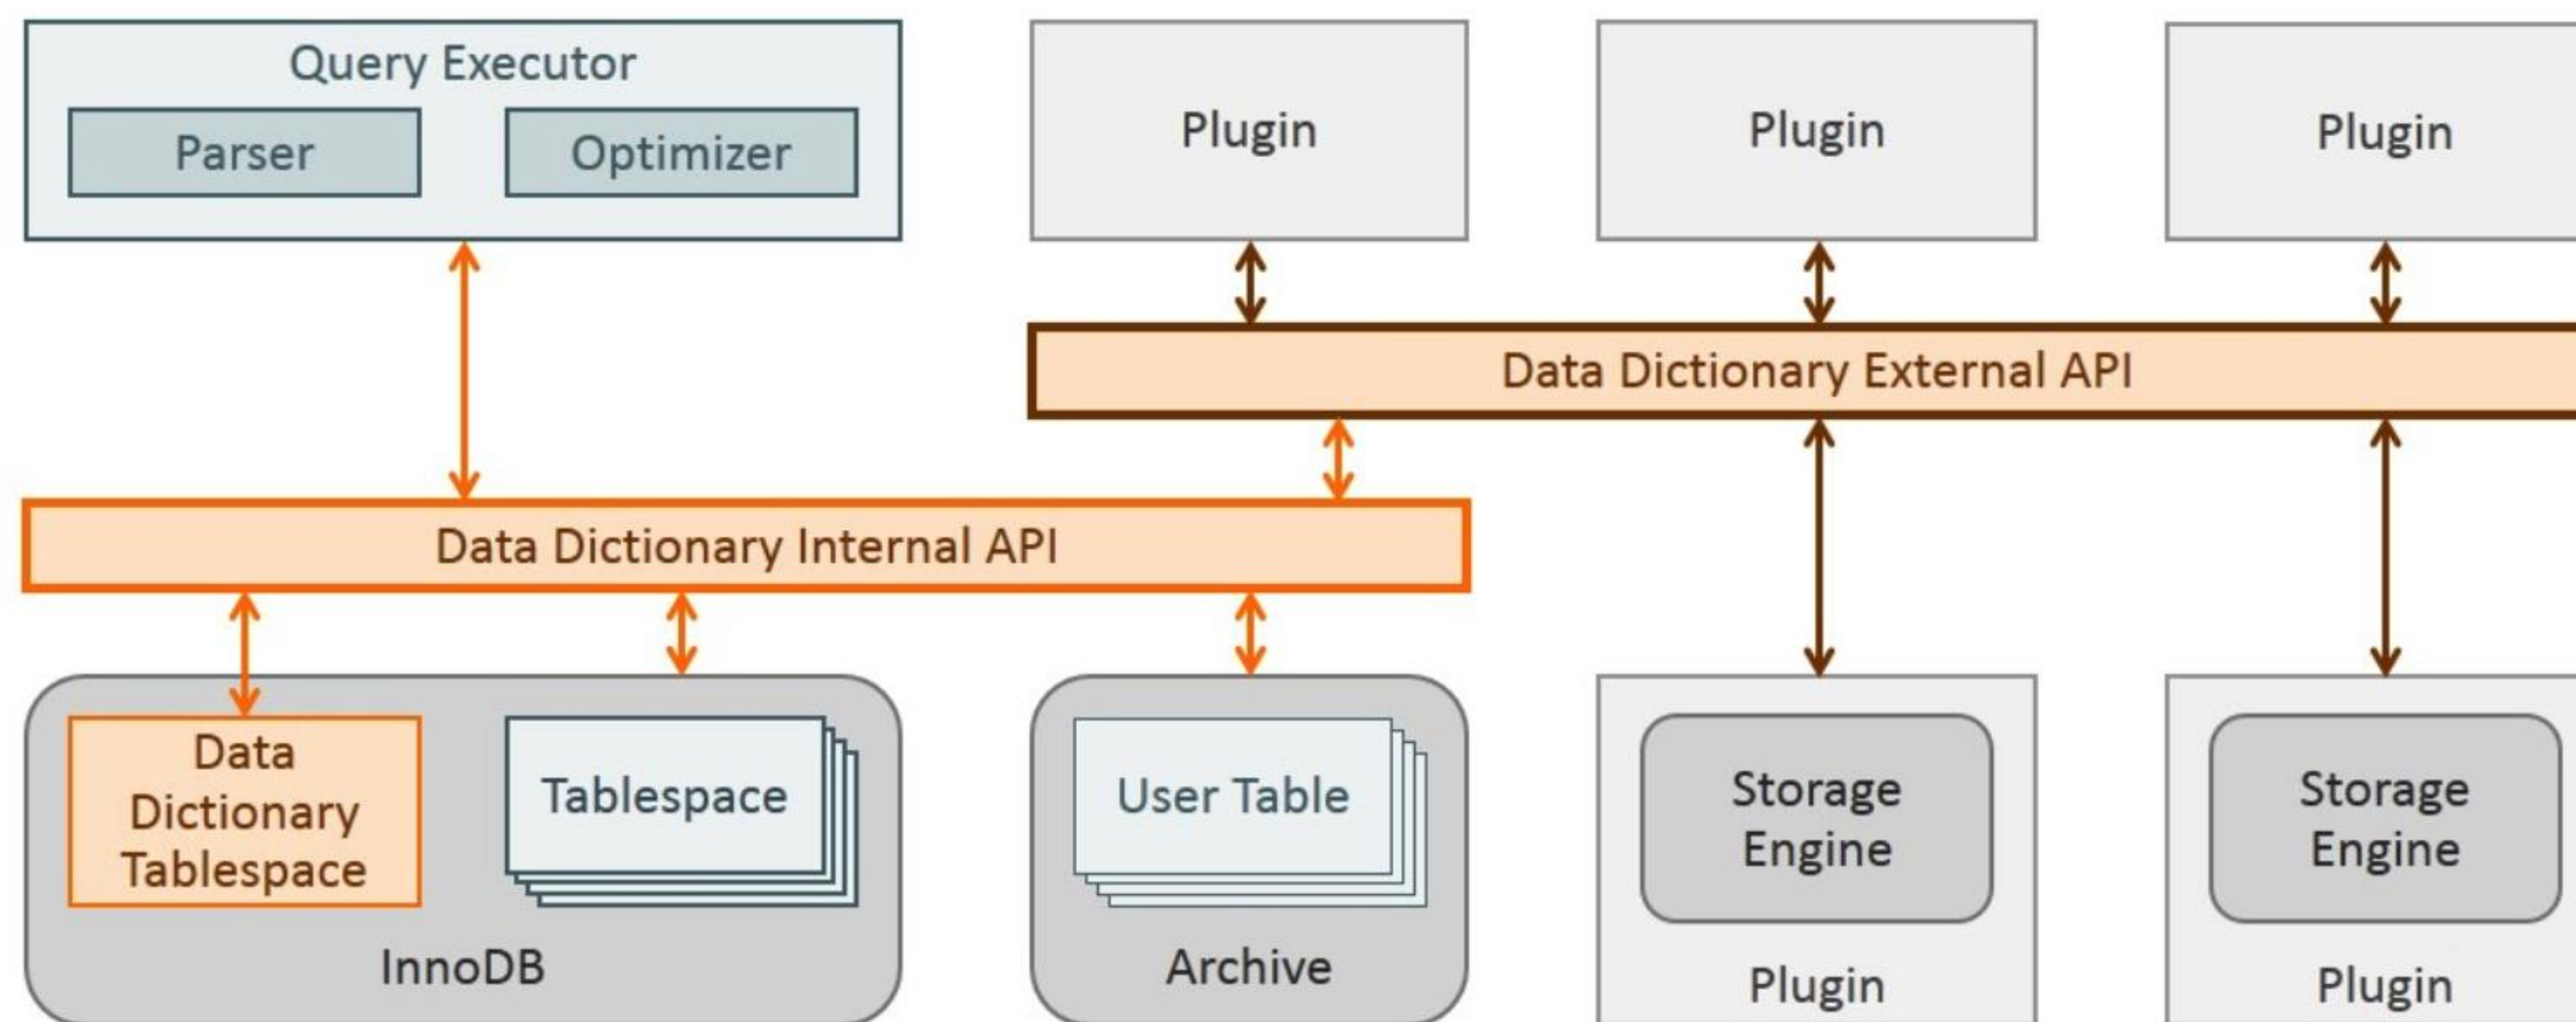 Query Executor
Parser
Optimizer
Plugin
Plugin
Plugin
Data Dictionary External API
Data Dictionary Internal API
Data
Dictionary
Tablespace
Tablespace
InnoDB
User Table
Archive
Storage
Engine
Plugin
Storage
Engine
Plugin